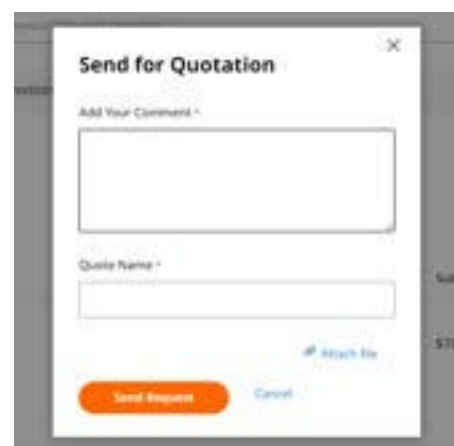 Send for Quotation
Add Your Comment *
Quote Name *
Attach file
Send Request
Cancel